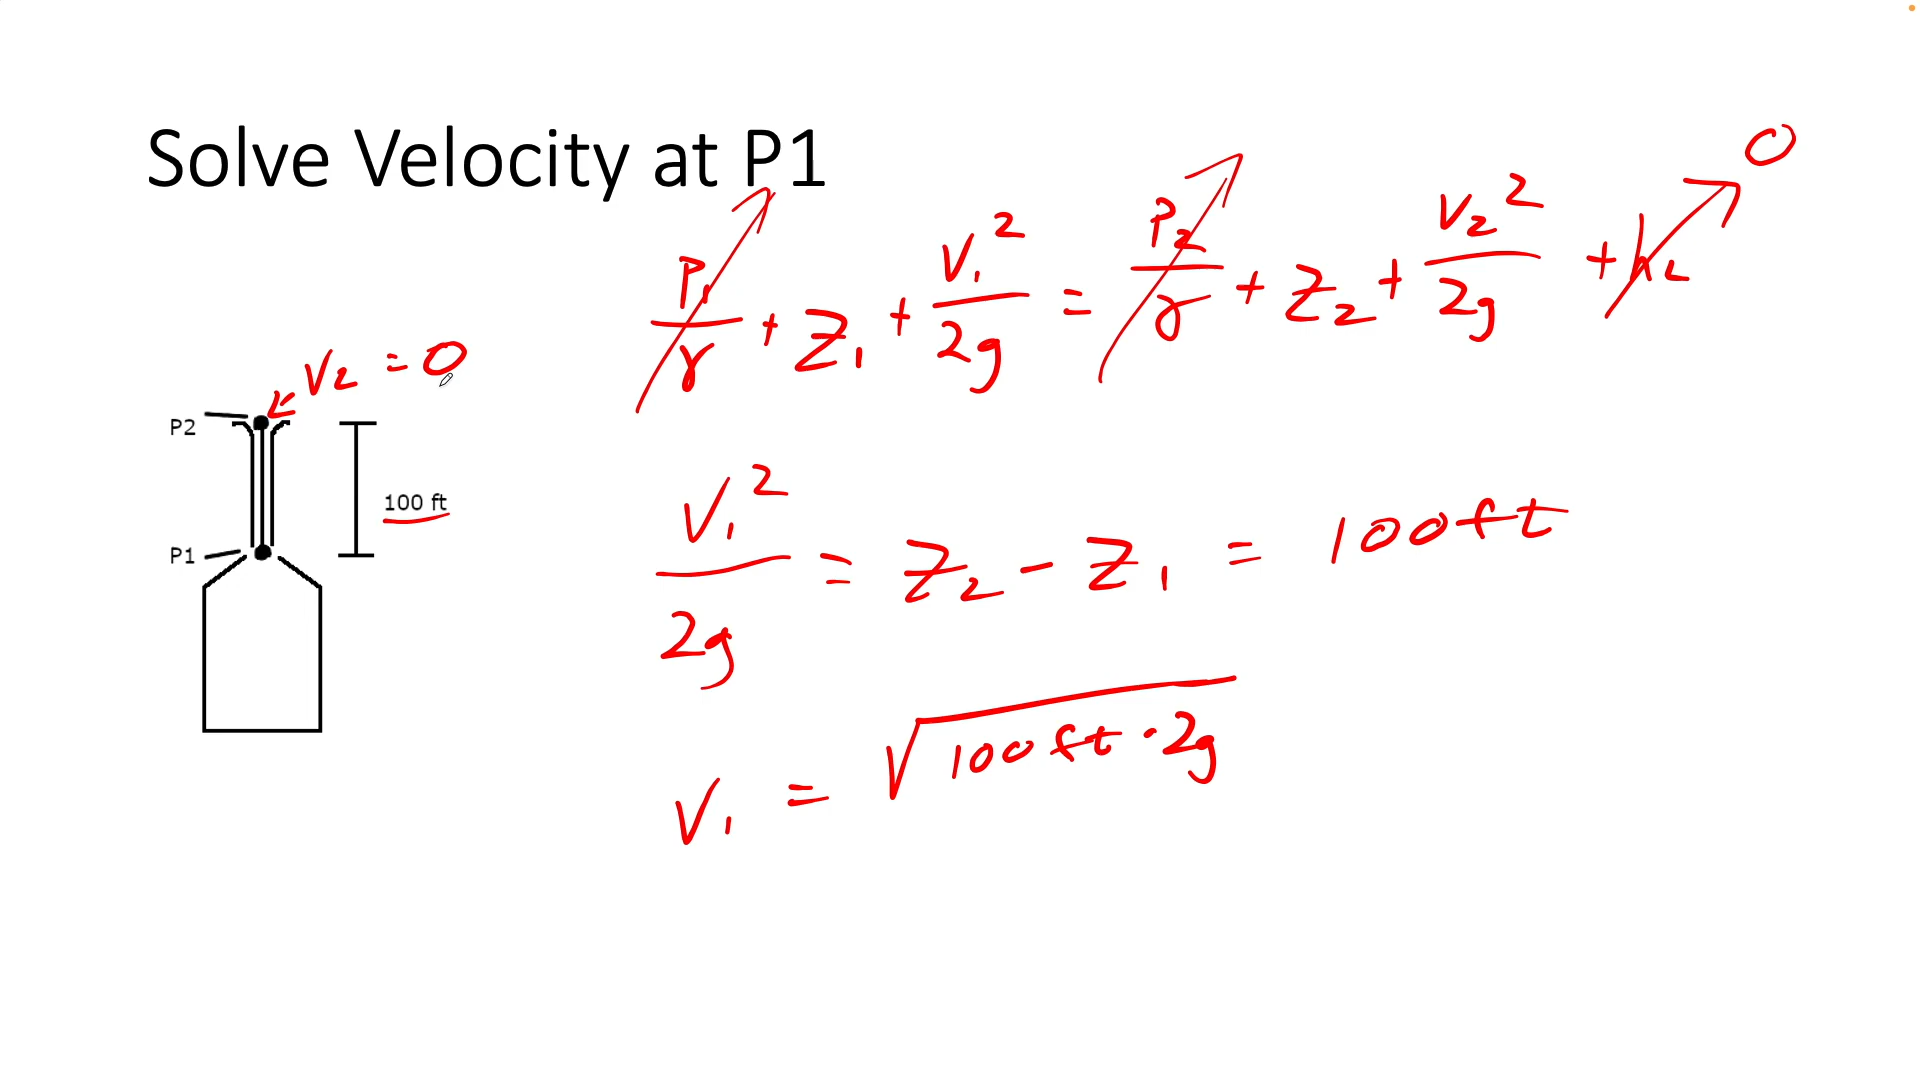 Solve Velocity at P1
P₁/γ + Z₁ + V₁²/2g = P₂/γ + Z₂ + V₂²/2g + h_L 0
V₂ = 0
P2
100 ft
P1
V₁²/2g = Z₂ - Z₁ = 100ft
V₁ = √(100ft · 2g)